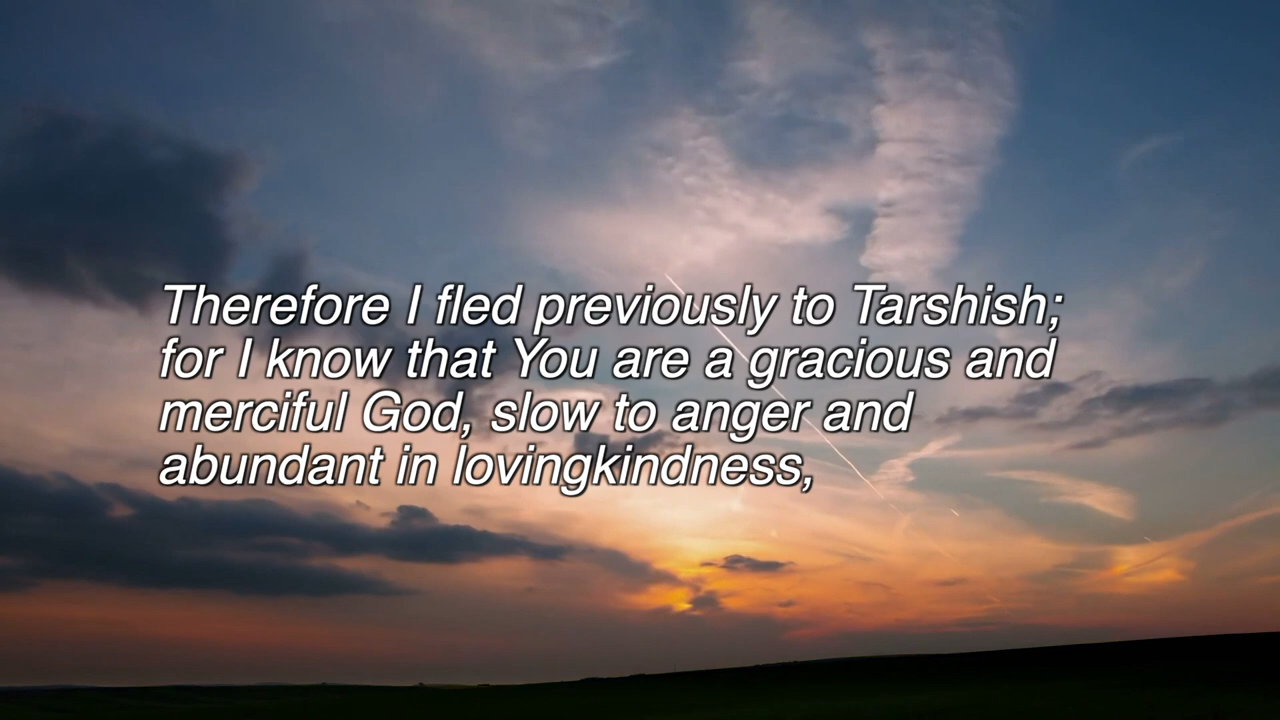 Therefore I fled previously to Tarshish;
for I know that You are a gracious and
merciful God, slow to anger and
abundant in lovingkindness,